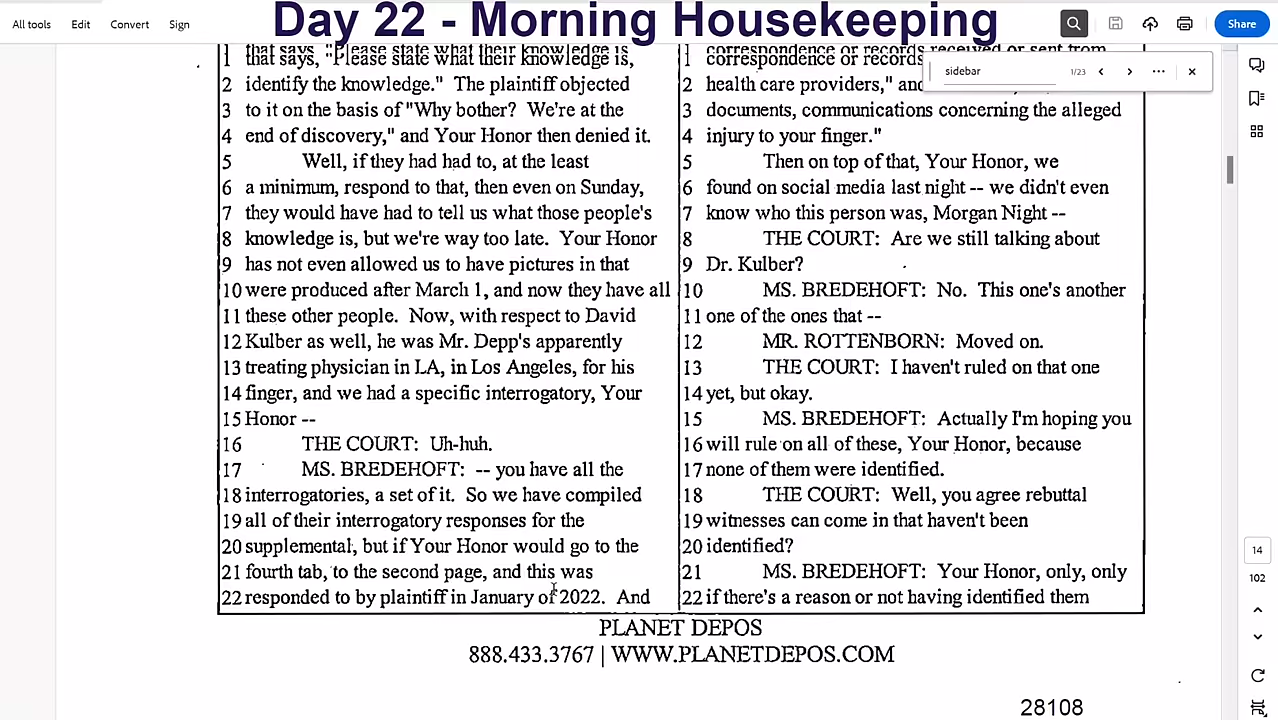 Day 22 - Morning Housekeeping
All tools Edit Convert Sign Share
sidebar 1/23
1 that says, "Please state what their knowledge is,
2 identify the knowledge." The plaintiff objected
3 to it on the basis of "Why bother? We're at the
4 end of discovery," and Your Honor then denied it.
5 Well, if they had had to, at the least
6 a minimum, respond to that, then even on Sunday,
7 they would have had to tell us what those people's
8 knowledge is, but we're way too late. Your Honor
9 has not even allowed us to have pictures in that
10 were produced after March 1, and now they have all
11 these other people. Now, with respect to David
12 Kulber as well, he was Mr. Depp's apparently
13 treating physician in LA, in Los Angeles, for his
14 finger, and we had a specific interrogatory, Your
15 Honor --
16 THE COURT: Uh-huh.
17 MS. BREDEHOFT: -- you have all the
18 interrogatories, a set of it. So we have compiled
19 all of their interrogatory responses for the
20 supplemental, but if Your Honor would go to the
21 fourth tab, to the second page, and this was
22 responded to by plaintiff in January of 2022. And
1 correspondence or records received or sent from
2 health care providers," and
3 documents, communications concerning the alleged
4 injury to your finger."
5 Then on top of that, Your Honor, we
6 found on social media last night -- we didn't even
7 know who this person was, Morgan Night --
8 THE COURT: Are we still talking about
9 Dr. Kulber?
10 MS. BREDEHOFT: No. This one's another
11 one of the ones that --
12 MR. ROTTENBORN: Moved on.
13 THE COURT: I haven't ruled on that one
14 yet, but okay.
15 MS. BREDEHOFT: Actually I'm hoping you
16 will rule on all of these, Your Honor, because
17 none of them were identified.
18 THE COURT: Well, you agree rebuttal
19 witnesses can come in that haven't been
20 identified?
21 MS. BREDEHOFT: Your Honor, only, only
22 if there's a reason or not having identified them
14
102
PLANET DEPOS
888.433.3767 | WWW.PLANETDEPOS.COM
28108